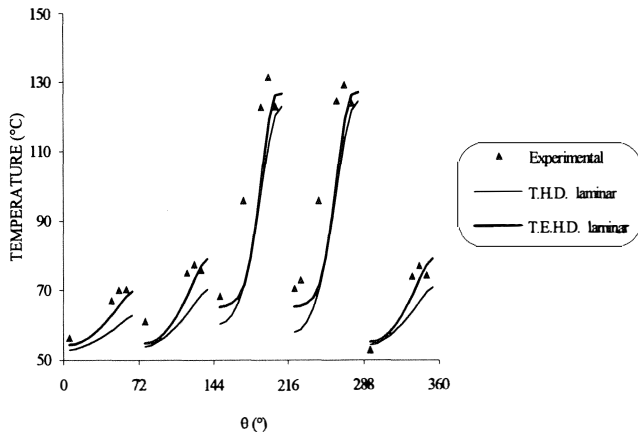 150
130
110
90
70
50
TEMPERATURE (°C)
0
72
144
216
288
360
θ (º)
Experimental
T.H.D. laminar
T.E.H.D. laminar